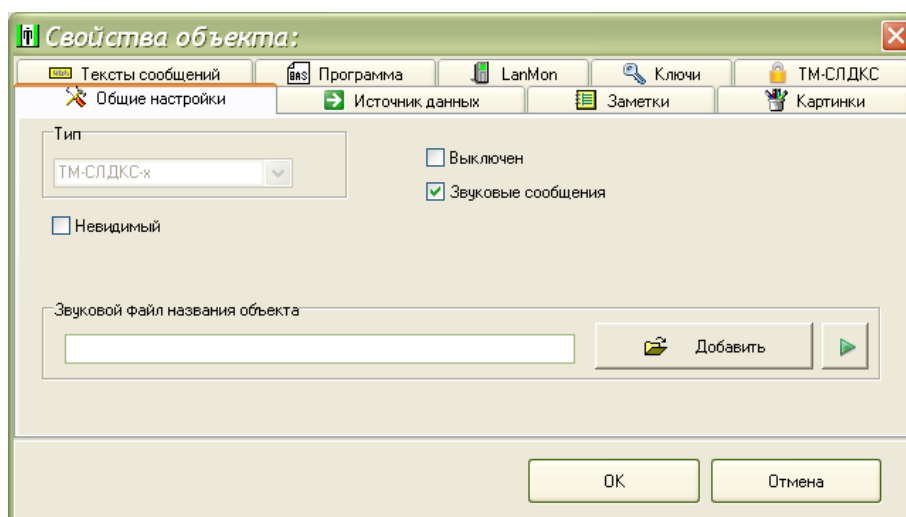 Свойства объекта:
Тексты сообщений Программа LanMon Ключи ТМ-СЛДКС
Общие настройки Источник данных Заметки Картинки
Тип
ТМ-СЛДКС-х
Выключен
Звуковые сообщения
Невидимый
Звуковой файл названия объекта
Добавить
ОК Отмена